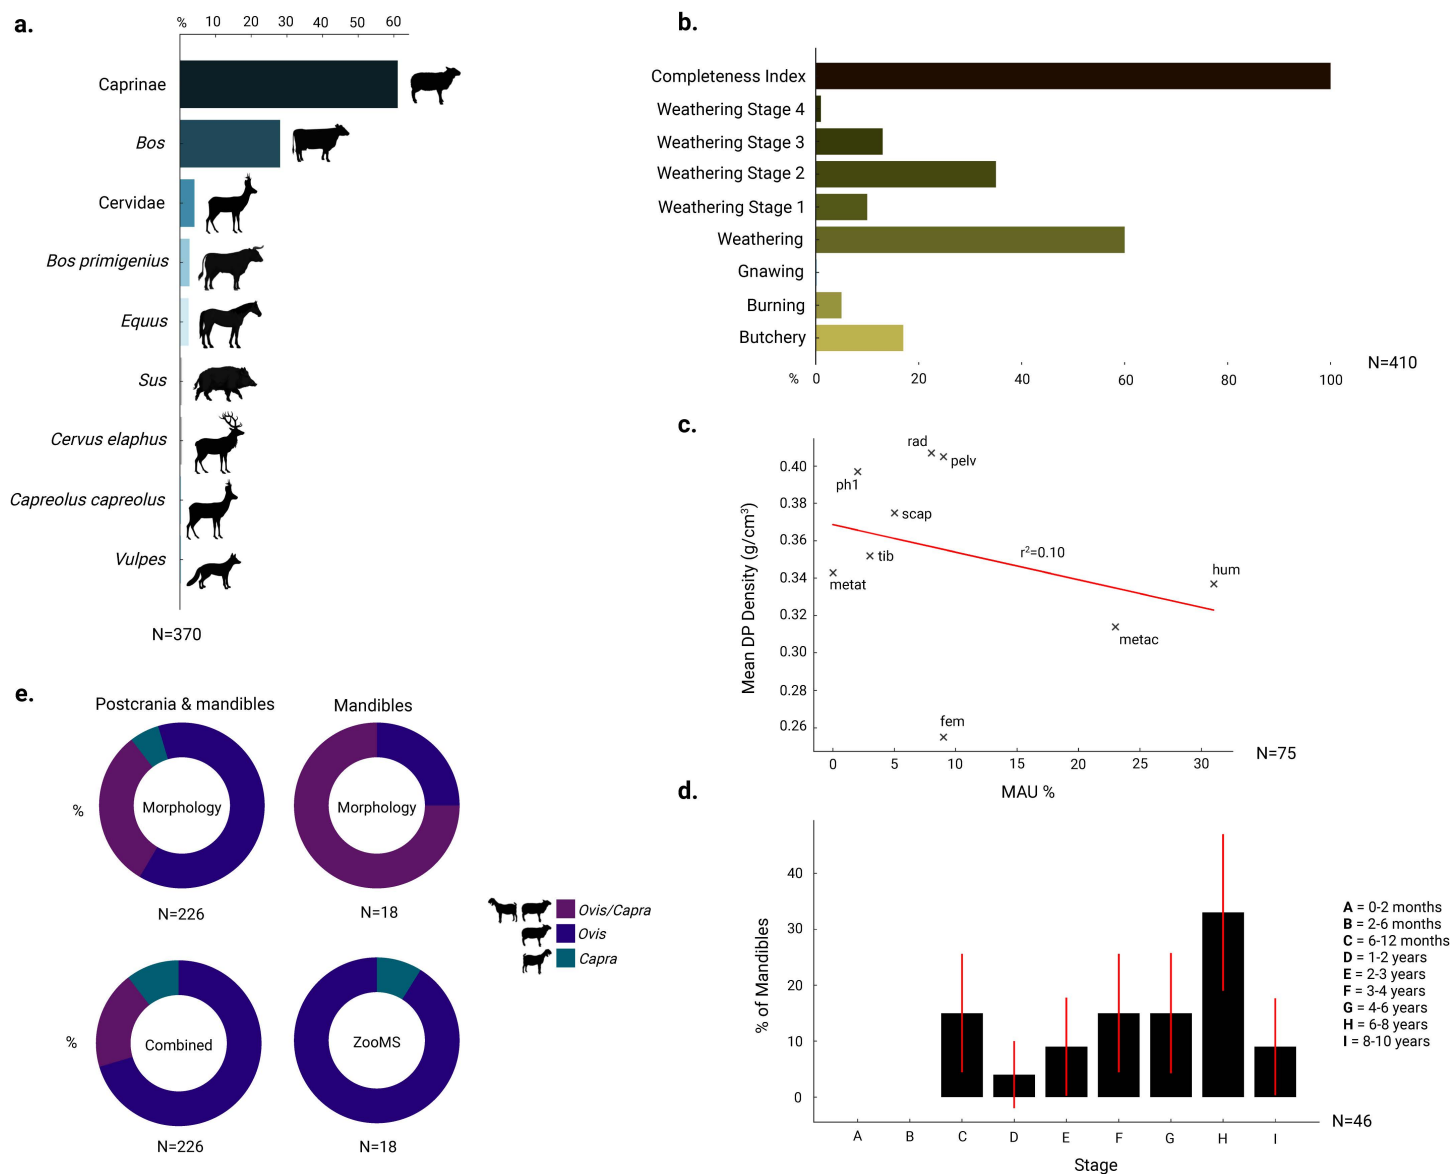 a.
% 10 20 30 40 50 60
Caprinae
Bos
Cervidae
Bos primigenius
Equus
Sus
Cervus elaphus
Capreolus capreolus
Vulpes
N=370
b.
Completeness Index
Weathering Stage 4
Weathering Stage 3
Weathering Stage 2
Weathering Stage 1
Weathering
Gnawing
Burning
Butchery
% 0 20 40 60 80 100
N=410
c.
Mean DP Density (g/cm³)
0.40
0.38
0.36
0.34
0.32
0.30
0.28
0.26
rad
pelv
ph1
scap
tib
metat
r²=0.10
hum
metac
fem
0 5 10 15 20 25 30
MAU %
N=75
d.
% of Mandibles
40
30
20
10
0
A B C D E F G H I
Stage
A = 0-2 months
B = 2-6 months
C = 6-12 months
D = 1-2 years
E = 2-3 years
F = 3-4 years
G = 4-6 years
H = 6-8 years
I = 8-10 years
N=46
e.
Postcrania & mandibles
Mandibles
%
Morphology
Morphology
N=226
N=18
Ovis/Capra
Ovis
Capra
%
Combined
ZooMS
N=226
N=18